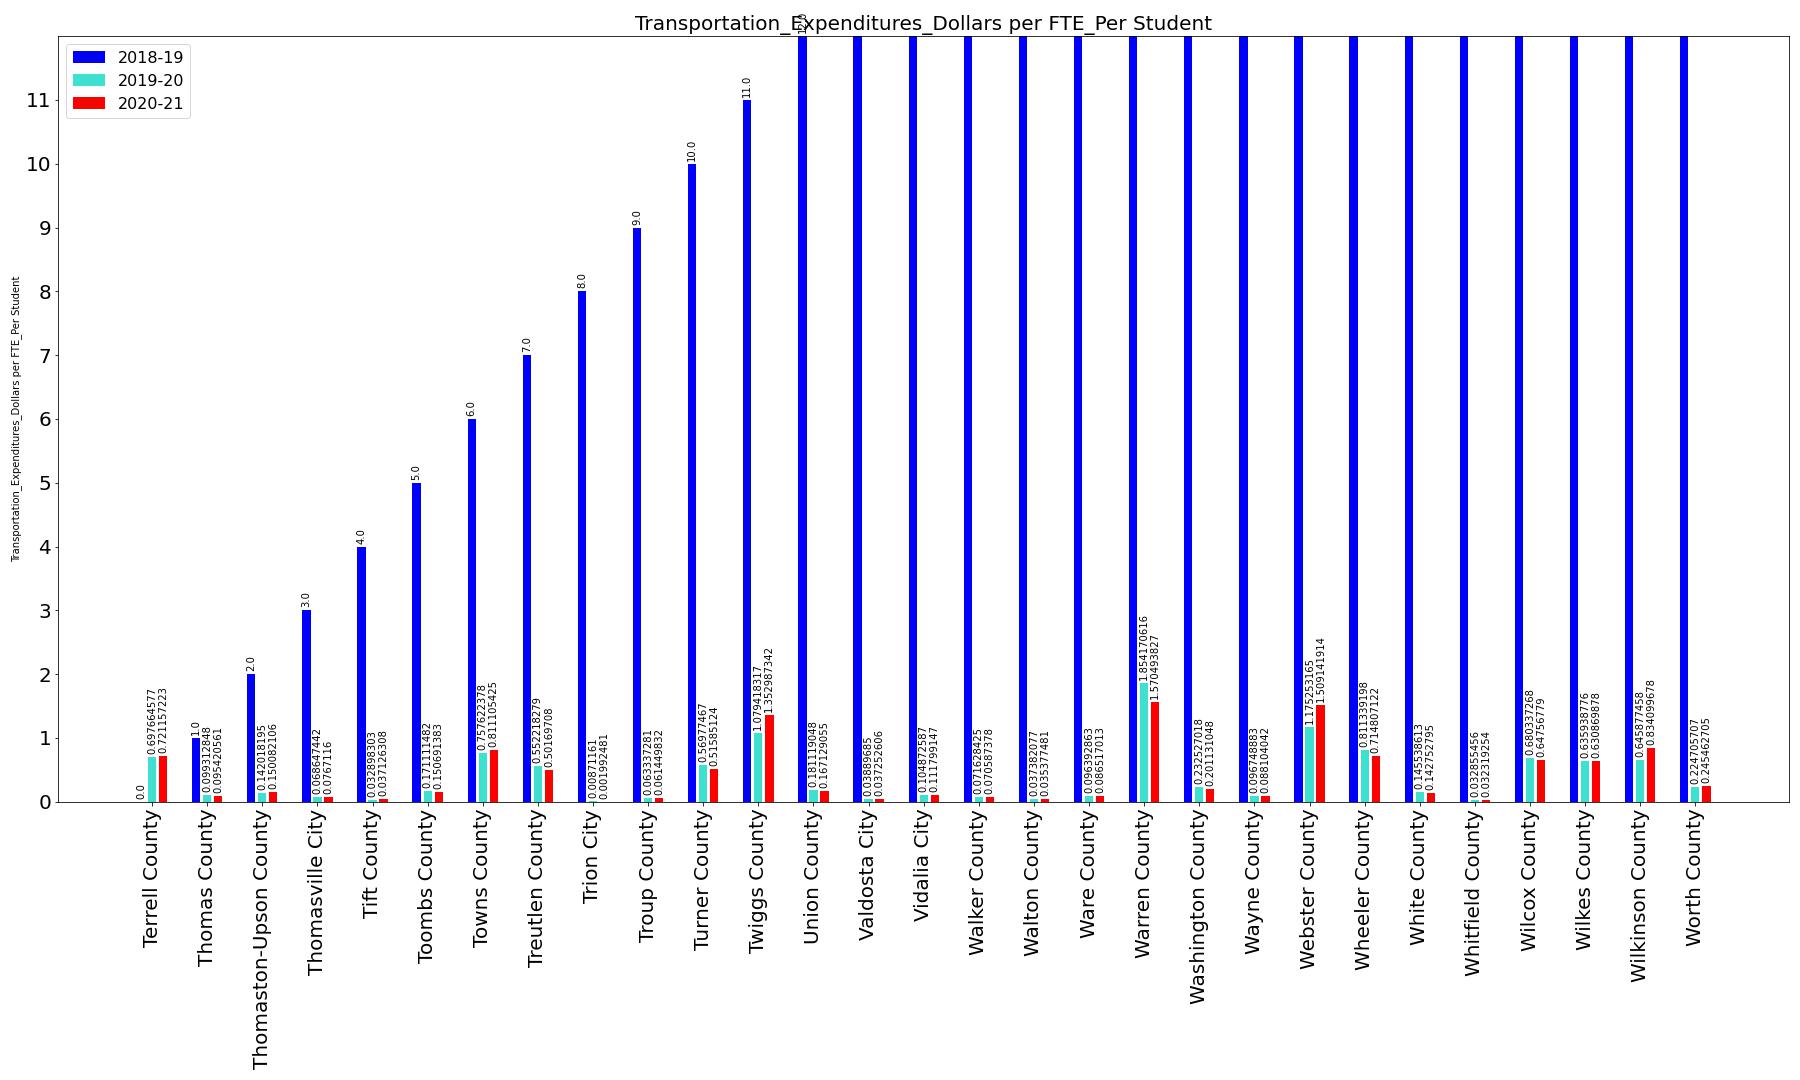 Transportation_Expenditures_Dollars per FTE_Per Student
2018-19
2019-20
2020-21
Transportation_Expenditures_Dollars per FTE_Per Student
11
10
9
8
7
6
5
4
3
2
1
0
0.0
0.697664577
0.721157223
1.0
0.099312848
0.095420561
2.0
0.142018195
0.150082106
3.0
0.068647442
0.0767116
4.0
0.032898303
0.037126308
5.0
0.171111482
0.150691383
6.0
0.757622378
0.811105425
7.0
0.552218279
0.500169708
8.0
0.008711161
0.001992481
9.0
0.063337281
0.061449832
10.0
0.56977467
0.515585124
11.0
1.079418317
1.352987342
12.0
0.181119048
0.167129055
0.03889685
0.037252606
0.104872587
0.111799147
0.071628425
0.070587378
0.037382077
0.035377481
0.096392863
0.086517013
1.854170616
1.570493827
0.232527018
0.201131048
0.096748883
0.088104042
1.175253165
1.509141914
0.811339198
0.714807122
0.145538613
0.142752795
0.032855456
0.032319254
0.680337268
0.64756779
0.635938776
0.630869878
0.645877458
0.834099678
0.224705707
0.245462705
Terrell County
Thomas County
Thomaston-Upson County
Thomasville City
Tift County
Toombs County
Towns County
Treutlen County
Trion City
Troup County
Turner County
Twiggs County
Union County
Valdosta City
Vidalia City
Walker County
Walton County
Ware County
Warren County
Washington County
Wayne County
Webster County
Wheeler County
White County
Whitfield County
Wilcox County
Wilkes County
Wilkinson County
Worth County